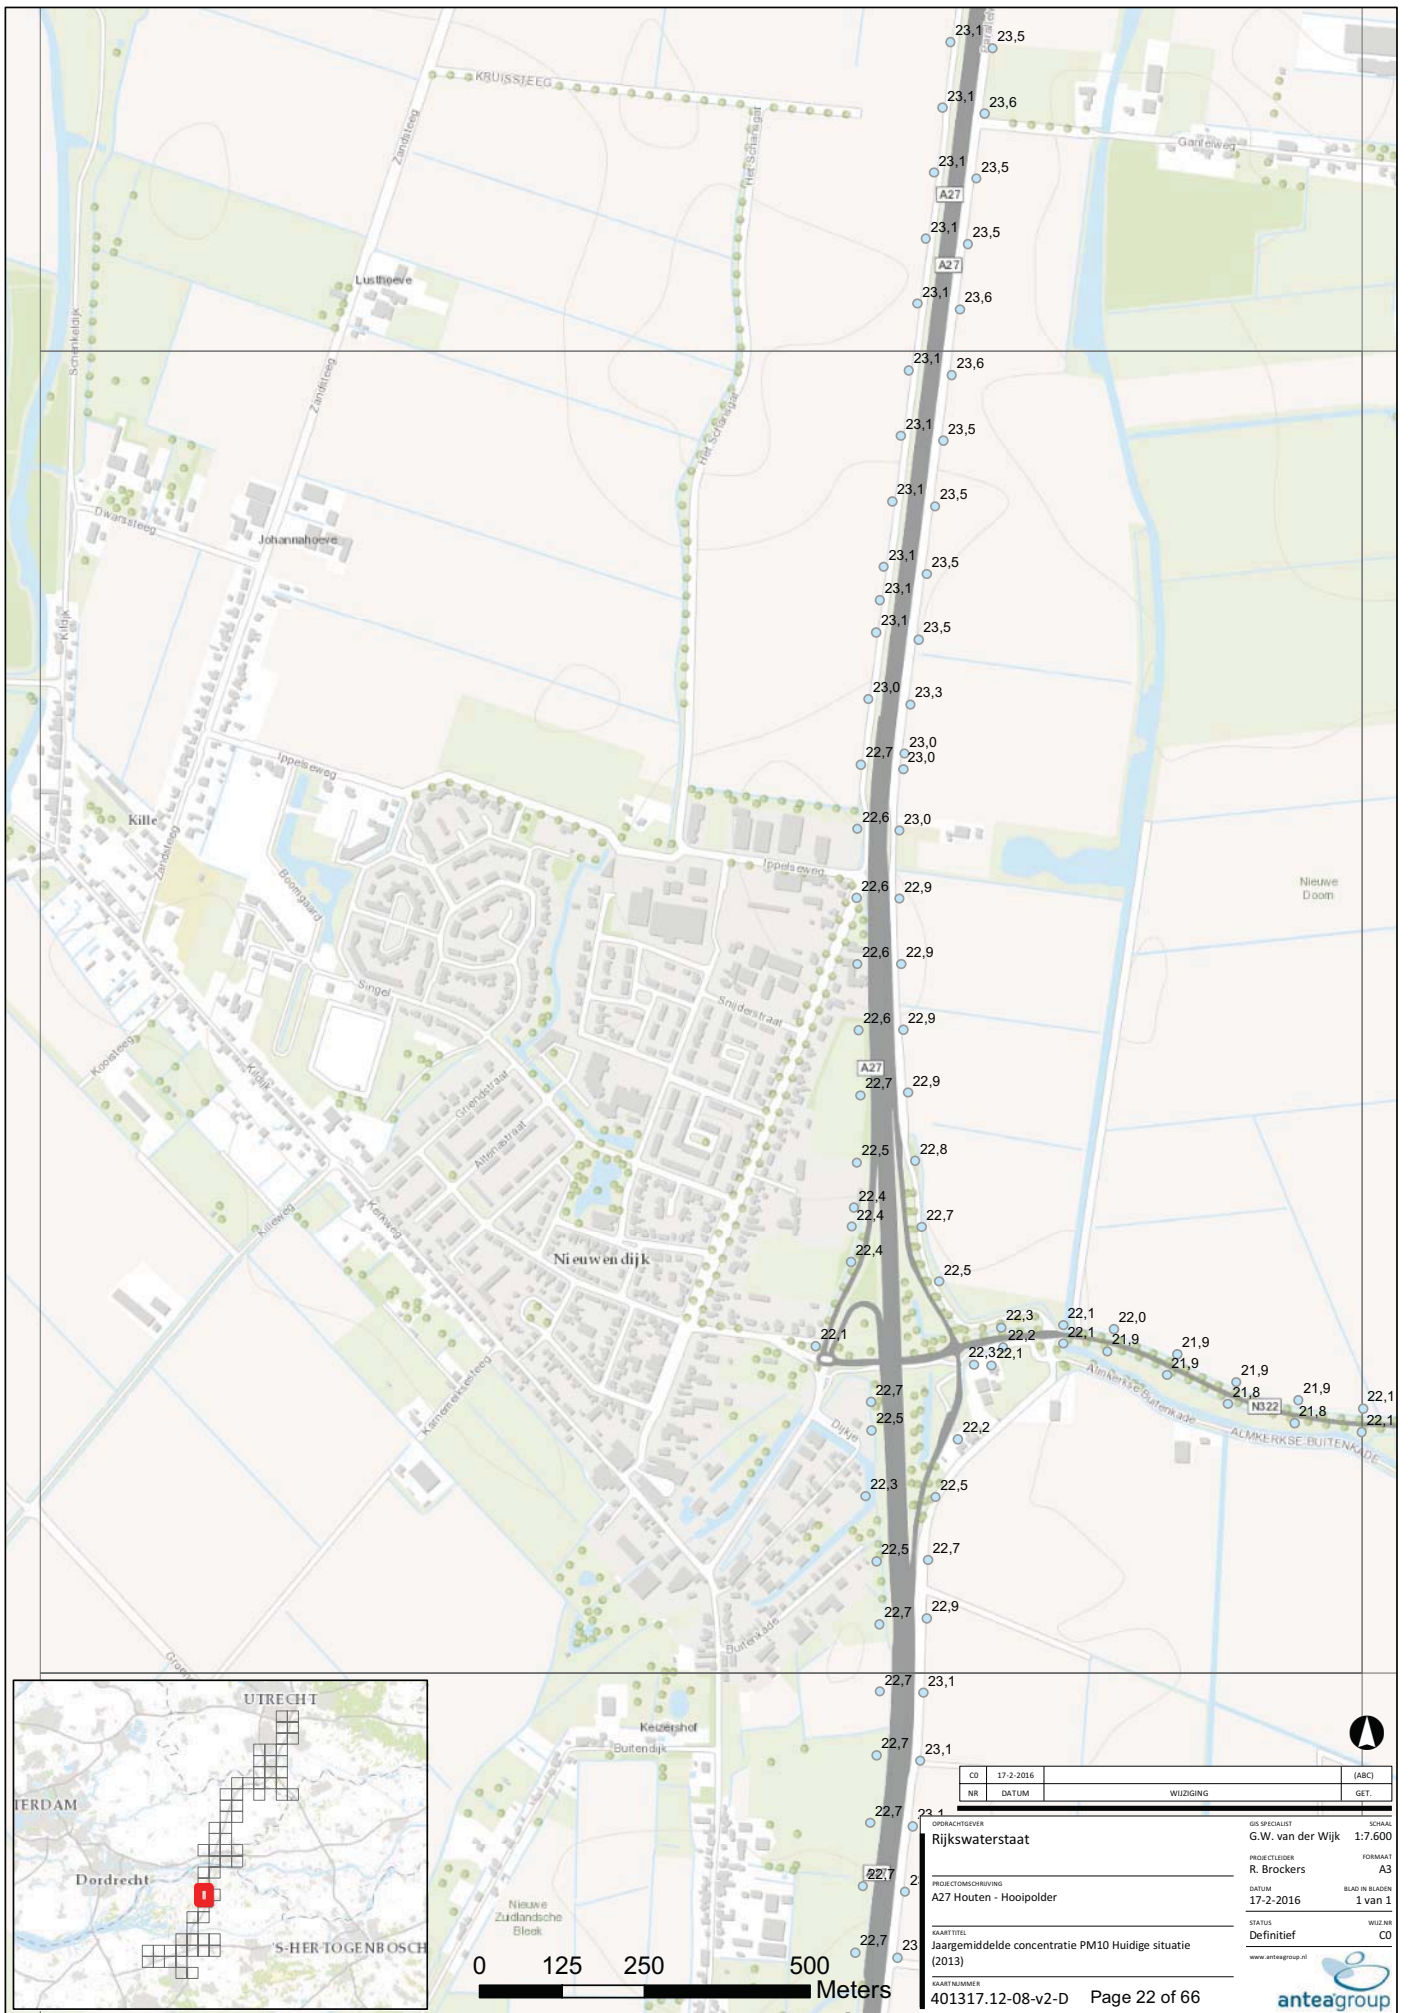 23,1
23,5
Parallelweg
KRUISSTEEG
Zandsteeg
23,1
23,6
Het Schansgat
Gantelweg
23,1
23,5
A27
23,1
23,5
A27
Lusthoeve
23,1
23,6
Schenkeldijk
23,1
23,6
Zandsteeg
Het Schansgat
23,1
23,5
23,1
23,5
Dwarssteeg
Johannahoeve
23,1
23,5
23,1
Kildijk
23,1
23,5
23,0
23,3
23,0
22,7
23,0
Ippelseweg
Kille
Zandsteeg
22,6
23,0
Ippelseweg
Boomgaard
22,6
22,9
Nieuwe
Doorn
22,6
22,9
Singel
Snijderstraat
22,6
22,9
Kooisteeg
Kildijk
A27
22,7
22,9
Griendstraat
Altenastraat
22,5
22,8
Killeweg
Kerkweg
22,4
22,4
22,7
22,4
Nieuwendijk
22,5
22,1
22,3
22,1
22,0
22,2
22,1
21,9
22,3
22,1
21,9
21,9
Almkerkse Buitenkade
21,9
21,8
21,9
N322
21,8
22,1
22,1
ALMKERKSE BUITENKADE
Karnemelksesteeg
22,7
22,5
Dijkje
22,2
22,3
22,5
22,5
22,7
22,7
22,9
Buitenkade
22,7
23,1
Keizershof
Buitendijk
22,7
23,1
22,7
23,1
A27
22,7
22,7
Nieuwe
Zuidlandsche
Bleek
UTRECHT
TERDAM
Dordrecht
'S-HERTOGENBOSCH
0 125 250 500
Meters
C0 17-2-2016 (ABC)
NR DATUM WIJZIGING GET.
OPDRACHTGEVER
Rijkswaterstaat
GIS SPECIALIST SCHAAL
G.W. van der Wijk 1:7.600
PROJECTLEIDER FORMAAT
R. Brockers A3
PROJECTOMSCHRIJVING
A27 Houten - Hooipolder
DATUM BLAD IN BLADEN
17-2-2016 1 van 1
KAARTTITEL
Jaargemiddelde concentratie PM10 Huidige situatie
(2013)
STATUS WIJZ.NR
Definitief C0
www.anteagroup.nl
KAARTNUMMER
401317.12-08-v2-D Page 22 of 66
anteagroup